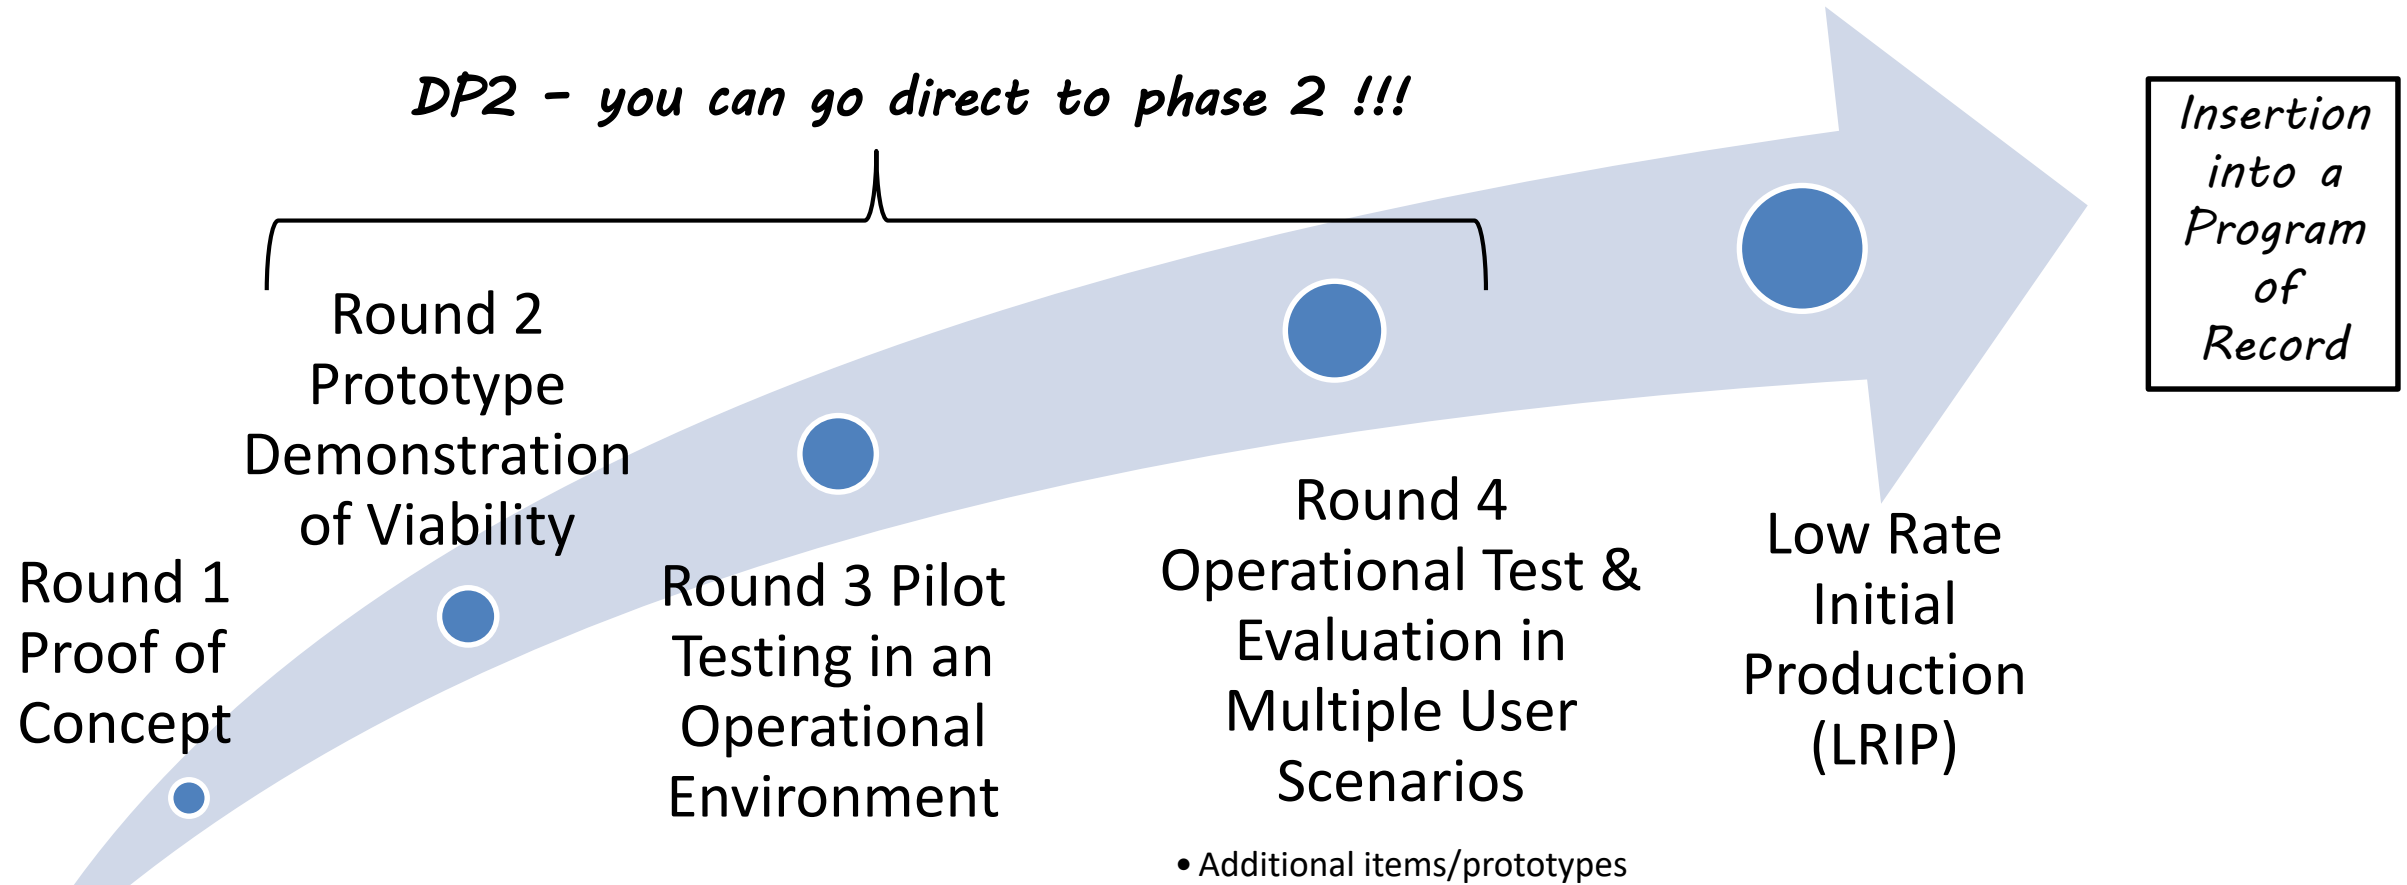 DP2 - you can go direct to phase 2 !!!
Insertion
into a
Program
of
Record
Round 1
Proof of
Concept
Round 2
Prototype
Demonstration
of Viability
Round 3 Pilot
Testing in an
Operational
Environment
Round 4
Operational Test &
Evaluation in
Multiple User
Scenarios
• Additional items/prototypes
Low Rate
Initial
Production
(LRIP)